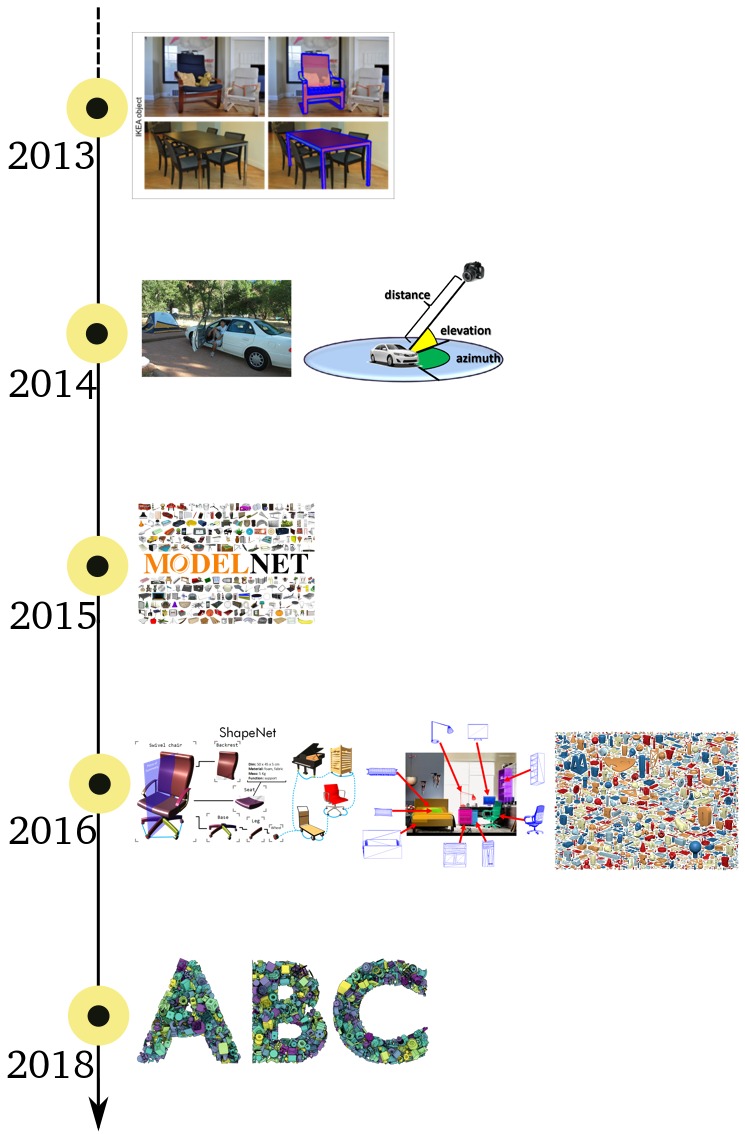 IKEA object
2013
distance
elevation
azimuth
2014
MODELNET
2015
ShapeNet
Swivel chair
Backrest
Seat
Base
Leg
Wheel
2016
ABC
2018